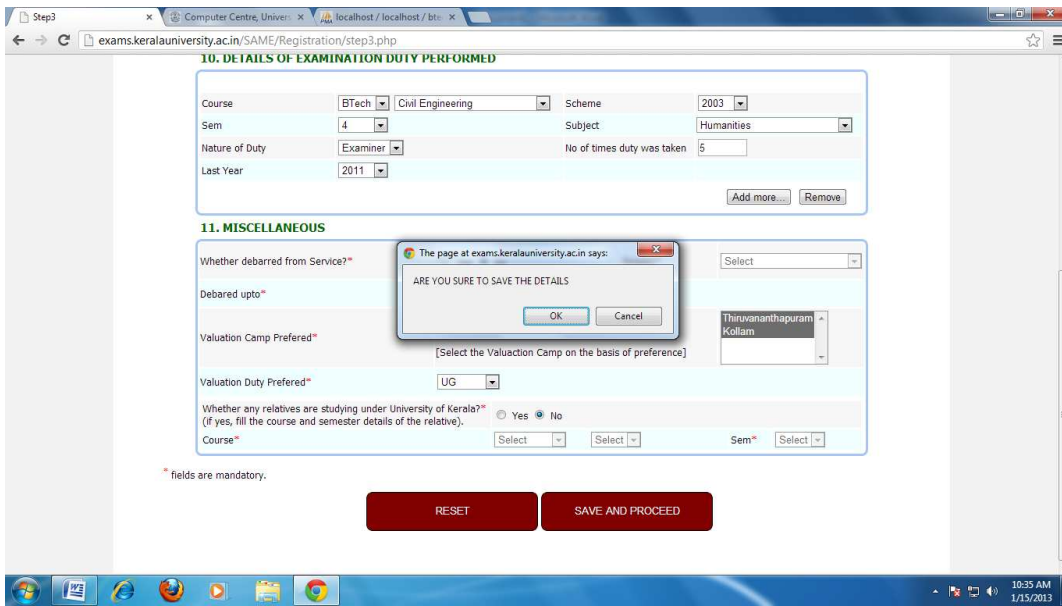 Step3
Computer Centre, Univers
localhost / localhost / bte
exams.keralauniversity.ac.in/SAME/Registration/step3.php
10. DETAILS OF EXAMINATION DUTY PERFORMED
Course BTech Civil Engineering Scheme 2003
Sem 4 Subject Humanities
Nature of Duty Examiner No of times duty was taken 5
Last Year 2011
Add more... Remove
11. MISCELLANEOUS
The page at exams.keralauniversity.ac.in says:
Whether debarred from Service?* Select
ARE YOU SURE TO SAVE THE DETAILS
Debared upto*
OK Cancel
Thiruvananthapuram
Kollam
Valuation Camp Prefered*
[Select the Valuaction Camp on the basis of preference]
Valuation Duty Prefered* UG
Whether any relatives are studying under University of Kerala?*
(if yes, fill the course and semester details of the relative). Yes No
Course* Select Select Sem* Select
* fields are mandatory.
RESET SAVE AND PROCEED
10:35 AM
1/15/2013